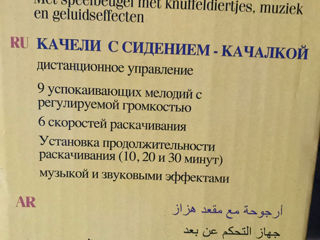 Met speelbeugel met knuffeldiertjes, muziek
en geluidseffecten
RU КАЧЕЛИ С СИДЕНИЕМ - КАЧАЛКОЙ
дистанционное управление
9 успокаивающих мелодий с
регулируемой громкостью
6 скоростей раскачивания
Установка продолжительности
раскачивания (10, 20 и 30 минут)
музыкой и звуковыми эффектами
AR
أرجوحة مع مقعد هزاز
جهاز التحكم عن بعد